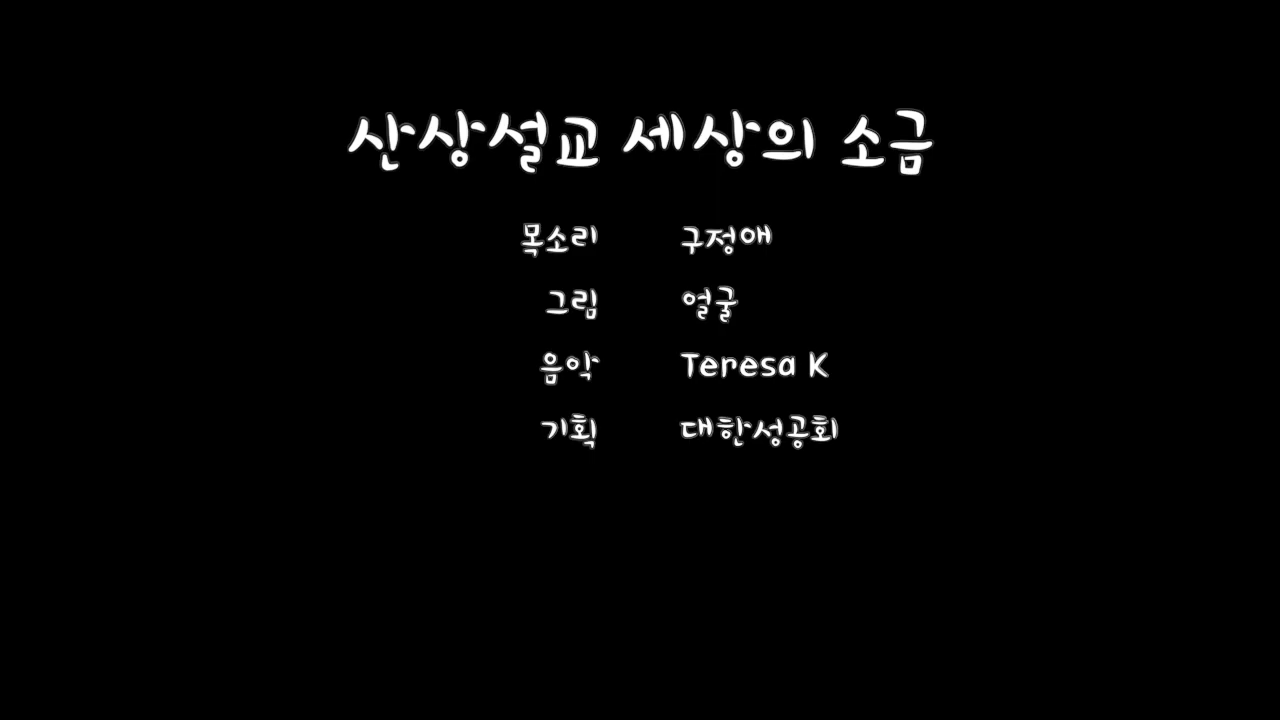 산상설교 세상의 소금
목소리 구정애
그림 얼굴
음악 Teresa K
기획 대한성공회